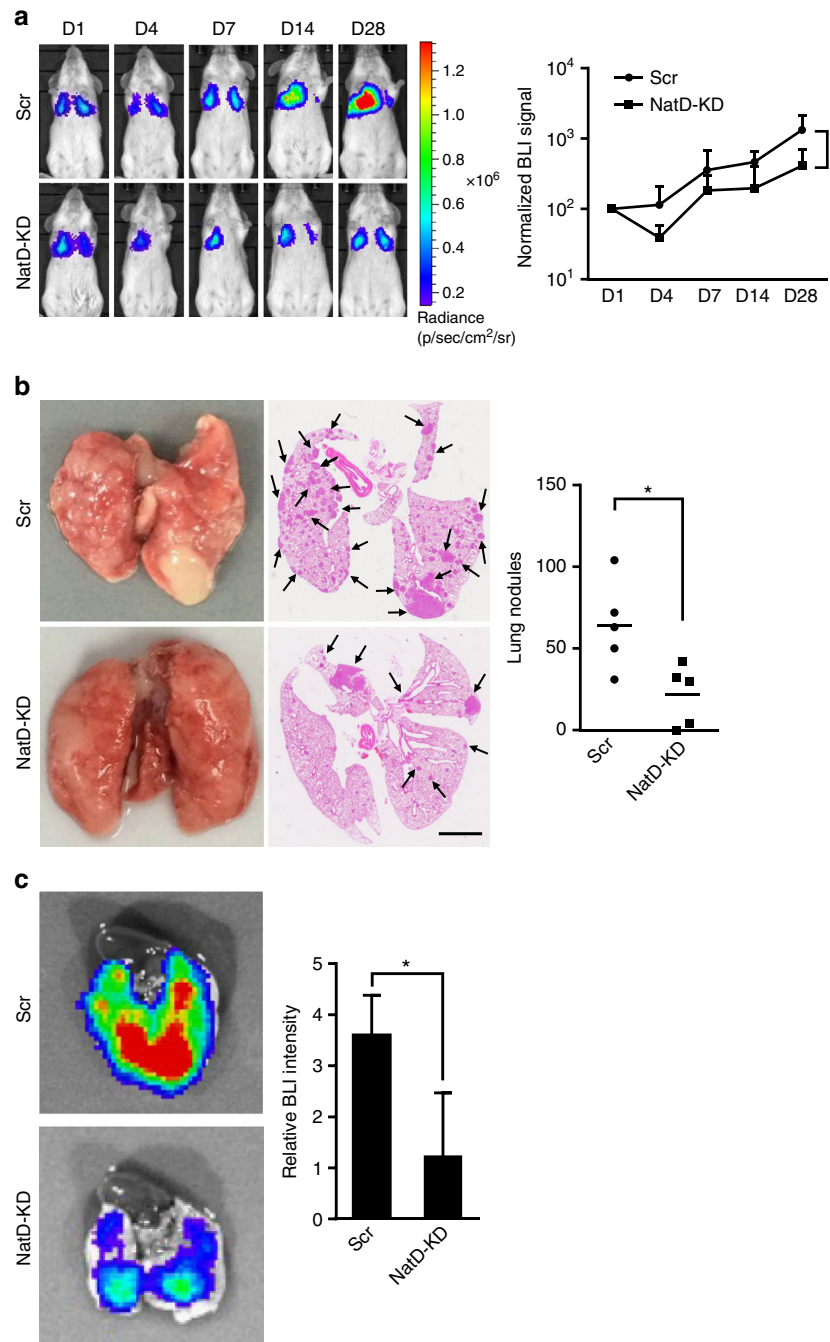 a
D1 D4 D7 D14 D28
Scr
NatD-KD
1.2
1.0
0.8
0.6
0.4
0.2
×10⁶
Radiance
(p/sec/cm²/sr)
Normalized BLI signal
10⁴
10³
10²
10¹
Scr
NatD-KD
D1 D4 D7 D14 D28
b
Scr
NatD-KD
Lung nodules
150
100
50
0
*
Scr
NatD-KD
c
Scr
NatD-KD
Relative BLI intensity
5
4
3
2
1
0
*
Scr
NatD-KD